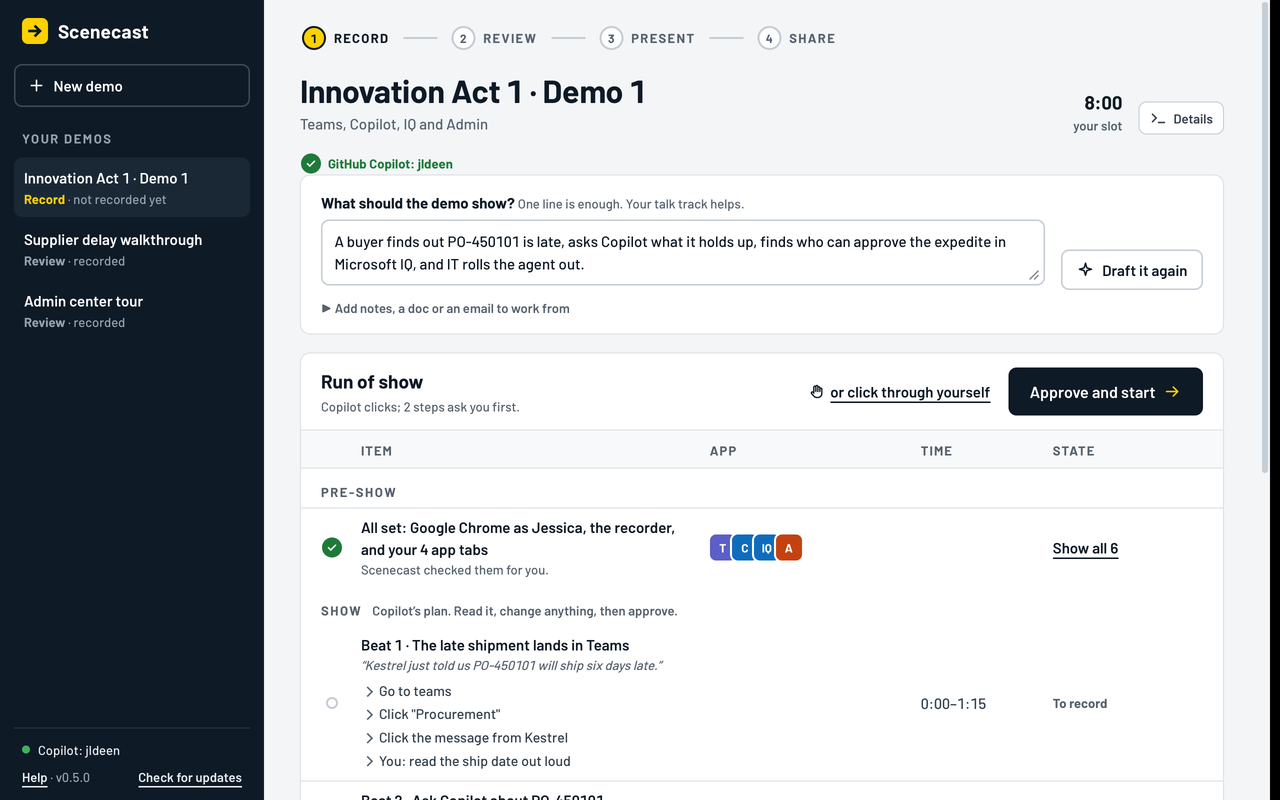 Scenecast
New demo
YOUR DEMOS
Innovation Act 1 · Demo 1
Record · not recorded yet
Supplier delay walkthrough
Review · recorded
Admin center tour
Review · recorded
Copilot: jldeen
Help · v0.5.0
Check for updates
1 RECORD
2 REVIEW
3 PRESENT
4 SHARE
Innovation Act 1 · Demo 1
Teams, Copilot, IQ and Admin
8:00
your slot
Details
GitHub Copilot: jldeen
What should the demo show? One line is enough. Your talk track helps.
A buyer finds out PO-450101 is late, asks Copilot what it holds up, finds who can approve the expedite in
Microsoft IQ, and IT rolls the agent out.
Draft it again
Add notes, a doc or an email to work from
Run of show
Copilot clicks; 2 steps ask you first.
or click through yourself
Approve and start
ITEM APP TIME STATE
PRE-SHOW
All set: Google Chrome as Jessica, the recorder,
and your 4 app tabs
Scenecast checked them for you.
T C IQ A
Show all 6
SHOW Copilot’s plan. Read it, change anything, then approve.
Beat 1 · The late shipment lands in Teams
“Kestrel just told us PO-450101 will ship six days late.”
Go to teams
Click "Procurement"
Click the message from Kestrel
You: read the ship date out loud
0:00–1:15
To record
Beat 2 · Ask Copilot about PO-450101